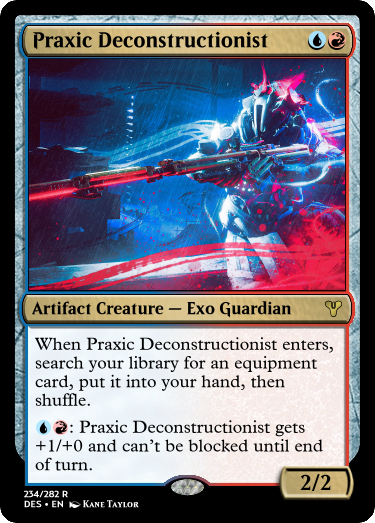 Praxic Deconstructionist
Artifact Creature — Exo Guardian
When Praxic Deconstructionist enters,
search your library for an equipment
card, put it into your hand, then
shuffle.
: Praxic Deconstructionist gets
+1/+0 and can't be blocked until end
of turn.
2/2
234/282 R
DES • EN Kane Taylor